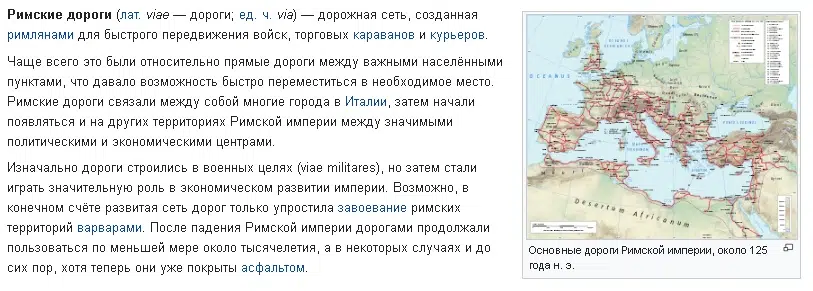 Римские дороги (лат. viae — дороги; ед. ч. via) — дорожная сеть, созданная
римлянами для быстрого передвижения войск, торговых караванов и курьеров.
Чаще всего это были относительно прямые дороги между важными населёнными
пунктами, что давало возможность быстро переместиться в необходимое место.
Римские дороги связали между собой многие города в Италии, затем начали
появляться и на других территориях Римской империи между значимыми
политическими и экономическими центрами.
Изначально дороги строились в военных целях (viae militares), но затем стали
играть значительную роль в экономическом развитии империи. Возможно, в
конечном счёте развитая сеть дорог только упростила завоевание римских
территорий варварами. После падения Римской империи дорогами продолжали
пользоваться по меньшей мере около тысячелетия, а в некоторых случаях и до
сих пор, хотя теперь они уже покрыты асфальтом.
OCEANUS
Desertum Africanum
Основные дороги Римской империи, около 125
года н. э.